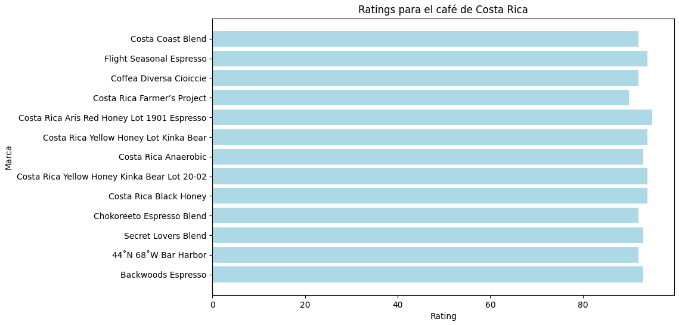 Ratings para el café de Costa Rica
Costa Coast Blend
Flight Seasonal Espresso
Coffea Diversa Cioiccie
Costa Rica Farmer’s Project
Costa Rica Aris Red Honey Lot 1901 Espresso
Costa Rica Yellow Honey Lot Kinka Bear
Costa Rica Anaerobic
Costa Rica Yellow Honey Kinka Bear Lot 20-02
Costa Rica Black Honey
Chokoreeto Espresso Blend
Secret Lovers Blend
44˚N 68˚W Bar Harbor
Backwoods Espresso
Marca
0 20 40 60 80
Rating